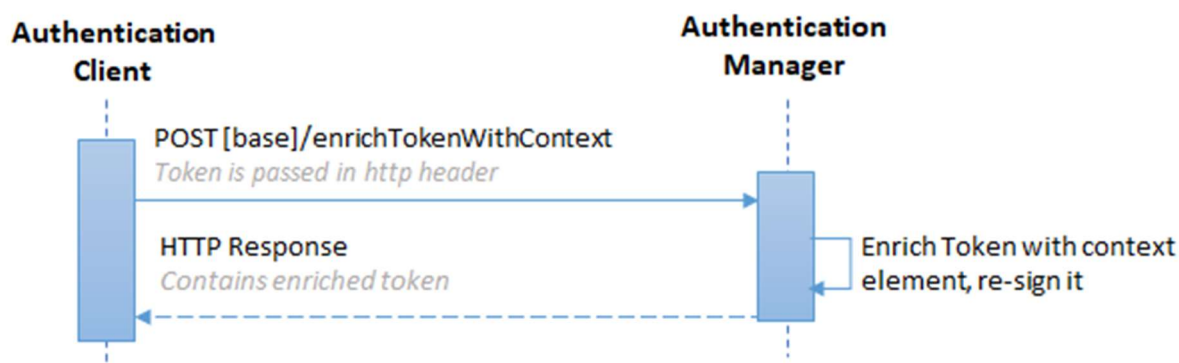 Authentication
Client
Authentication
Manager
POST [base]/enrichTokenWithContext
Token is passed in http header
HTTP Response
Contains enriched token
Enrich Token with context
element, re-sign it